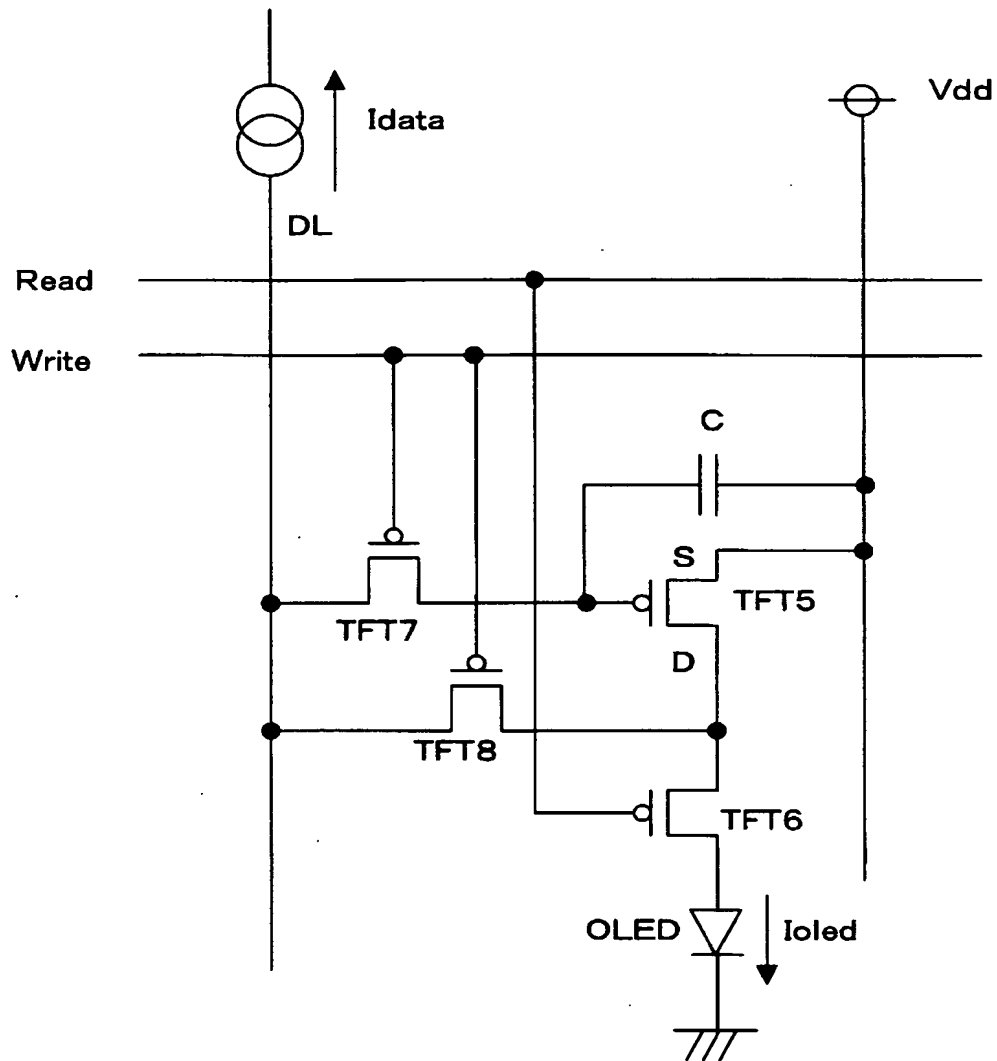 Vdd
Idata
DL
Read
Write
C
S
TFT5
TFT7
D
TFT8
TFT6
OLED
Ioled